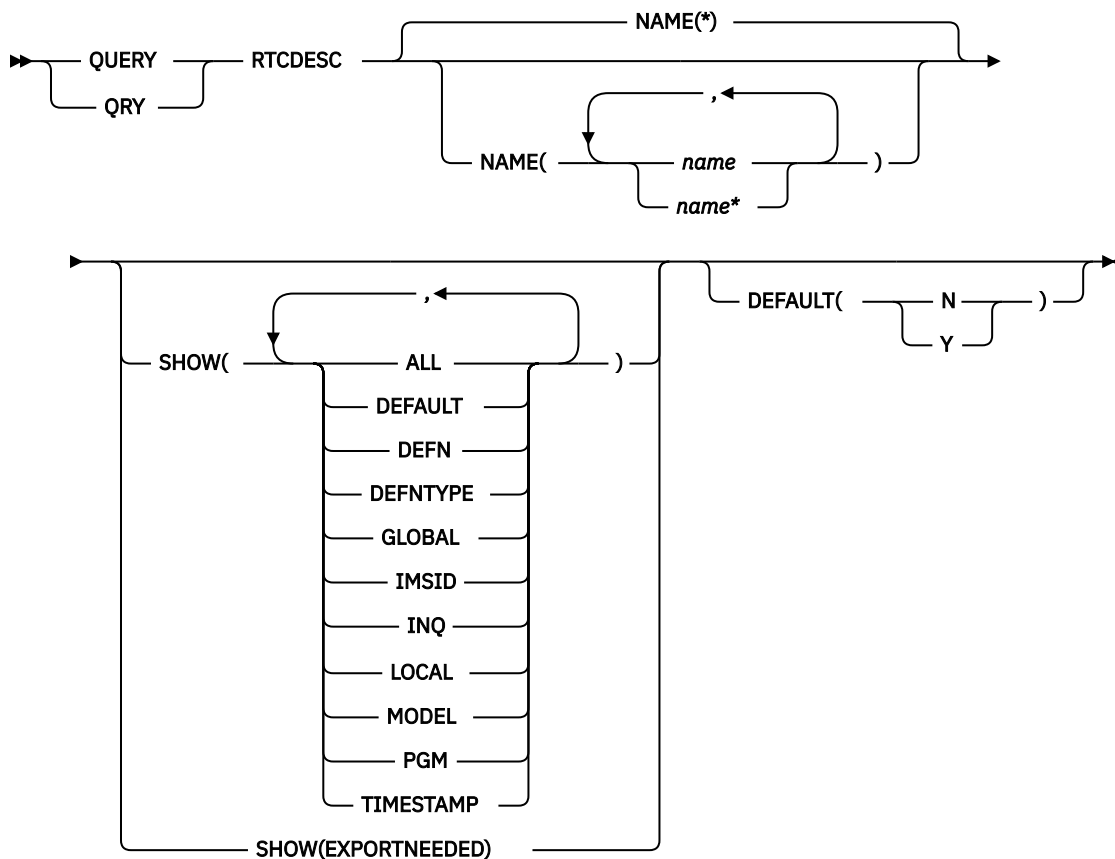 NAME(*)
QUERY RTCDESC
QRY
,
NAME( name )
name*
,
DEFAULT( N )
Y
SHOW( ALL )
DEFAULT
DEFN
DEFNTYPE
GLOBAL
IMSID
INQ
LOCAL
MODEL
PGM
TIMESTAMP
SHOW(EXPORTNEEDED)